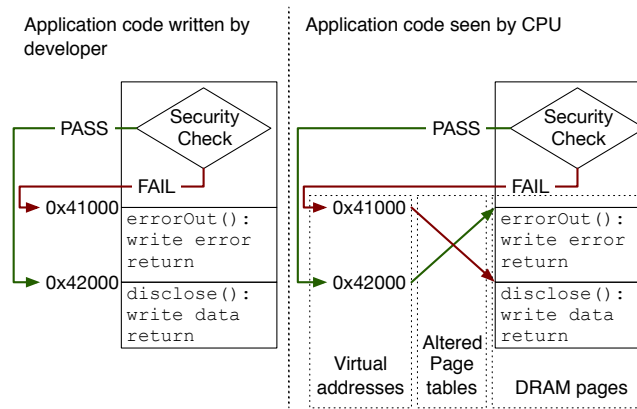 Application code written by
developer
Security
Check
PASS
FAIL
0x41000
errorOut():
write error
return
0x42000
disclose():
write data
return
Application code seen by CPU
Security
Check
PASS
FAIL
0x41000
errorOut():
write error
return
0x42000
disclose():
write data
return
Virtual
addresses
Altered
Page
tables
DRAM pages